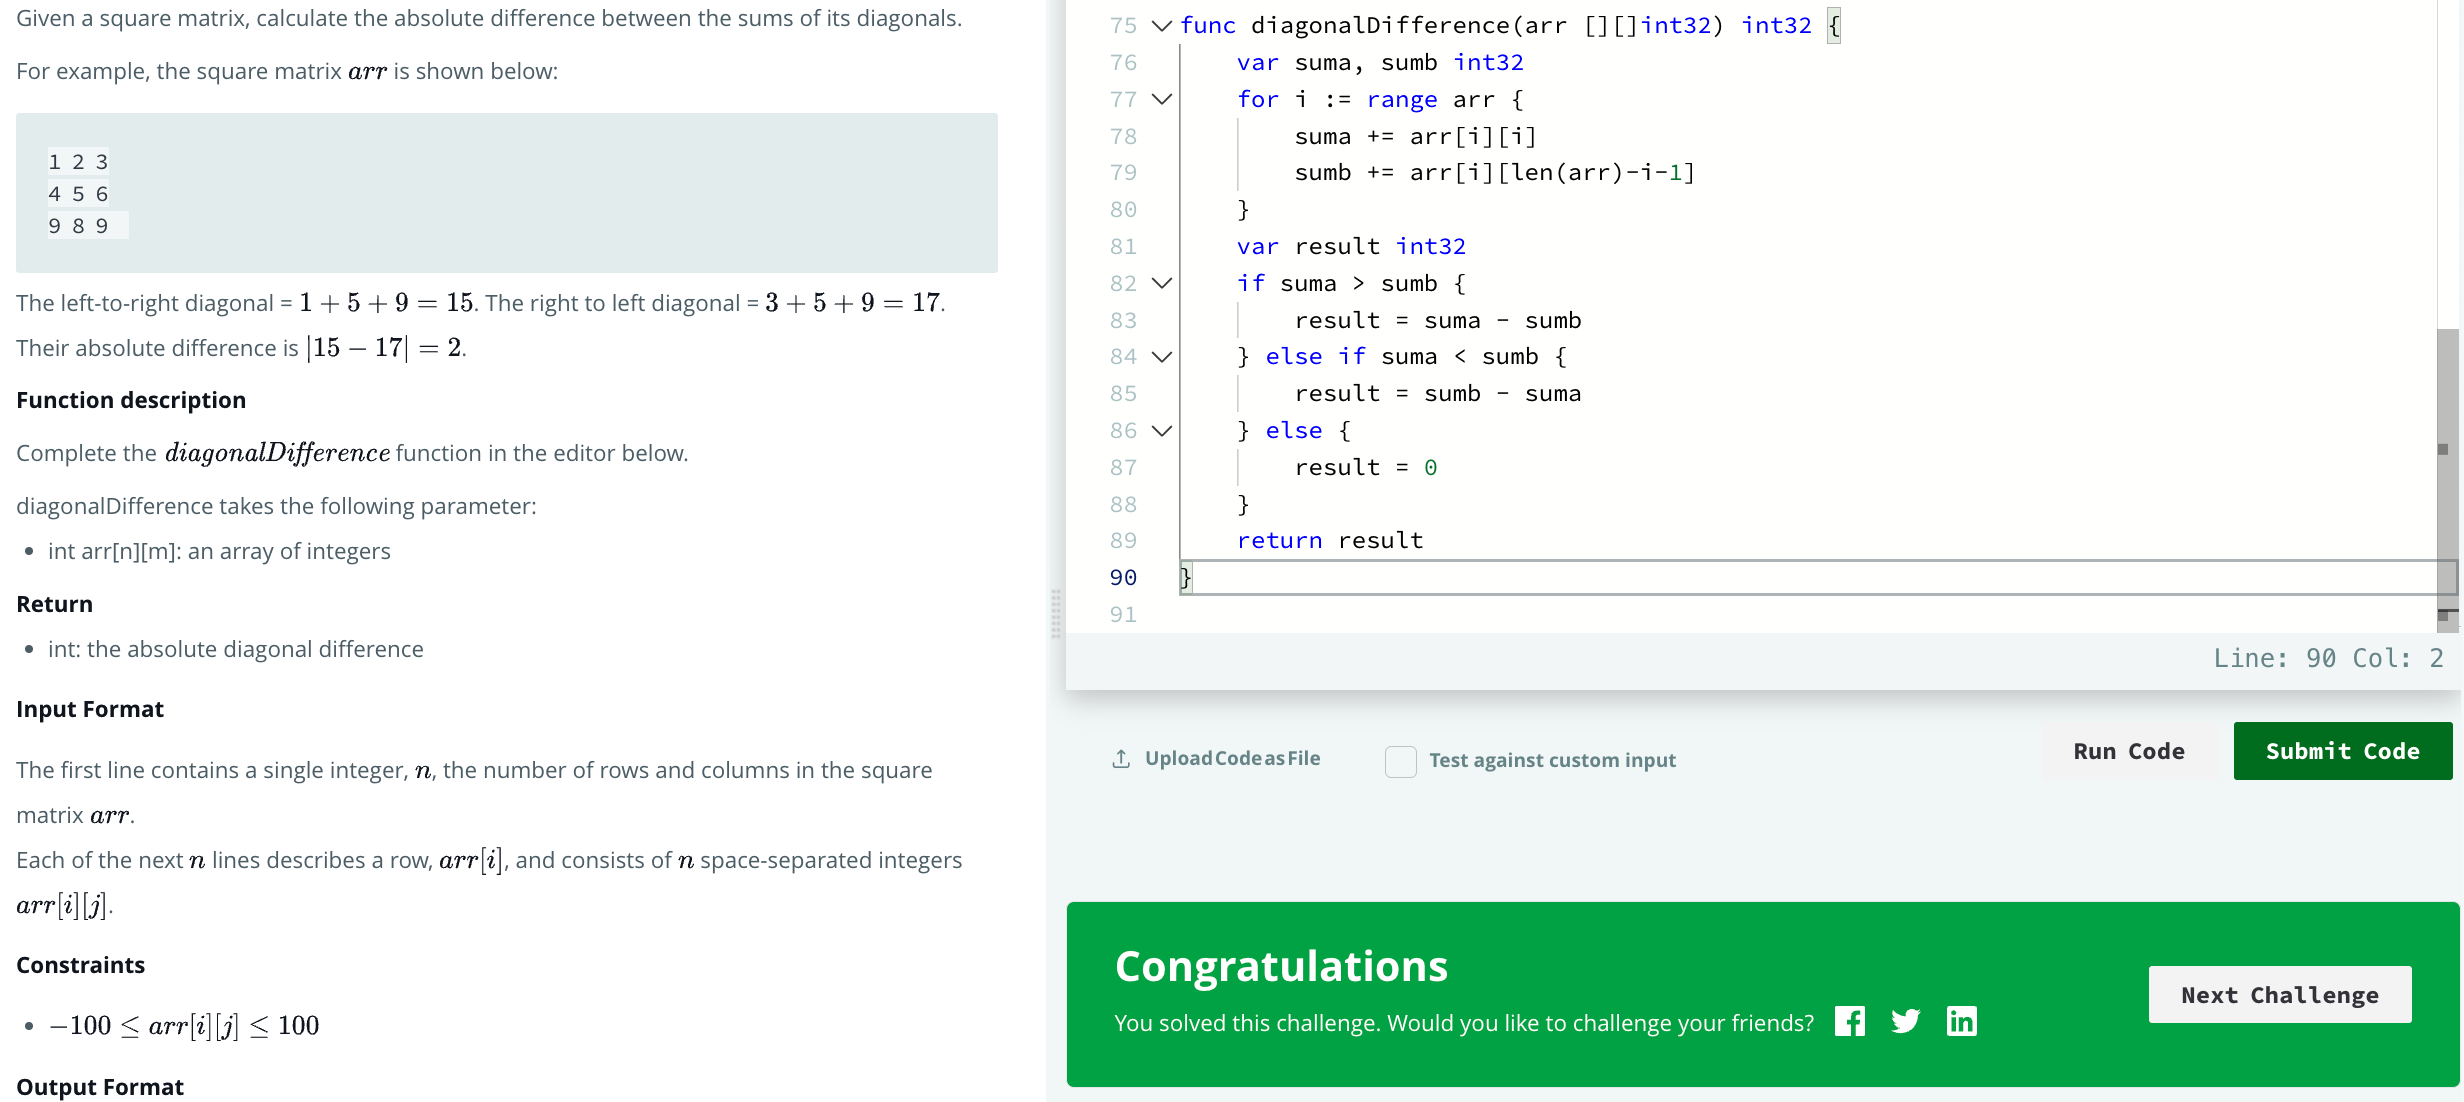 Given a square matrix, calculate the absolute difference between the sums of its diagonals.
For example, the square matrix arr is shown below:
1 2 3
4 5 6
9 8 9
The left-to-right diagonal = 1 + 5 + 9 = 15. The right to left diagonal = 3 + 5 + 9 = 17.
Their absolute difference is |15 − 17| = 2.
Function description
Complete the diagonalDifference function in the editor below.
diagonalDifference takes the following parameter:
• int arr[n][m]: an array of integers
Return
• int: the absolute diagonal difference
Input Format
The first line contains a single integer, n, the number of rows and columns in the square
matrix arr.
Each of the next n lines describes a row, arr[i], and consists of n space-separated integers
arr[i][j].
Constraints
• −100 ≤ arr[i][j] ≤ 100
Output Format
75 func diagonalDifference(arr [][]int32) int32 {
76     var suma, sumb int32
77     for i := range arr {
78         suma += arr[i][i]
79         sumb += arr[i][len(arr)-i-1]
80     }
81     var result int32
82     if suma > sumb {
83         result = suma - sumb
84     } else if suma < sumb {
85         result = sumb - suma
86     } else {
87         result = 0
88     }
89     return result
90 }
91
Line: 90 Col: 2
Upload Code as File
Test against custom input
Run Code
Submit Code
Congratulations
You solved this challenge. Would you like to challenge your friends?
Next Challenge